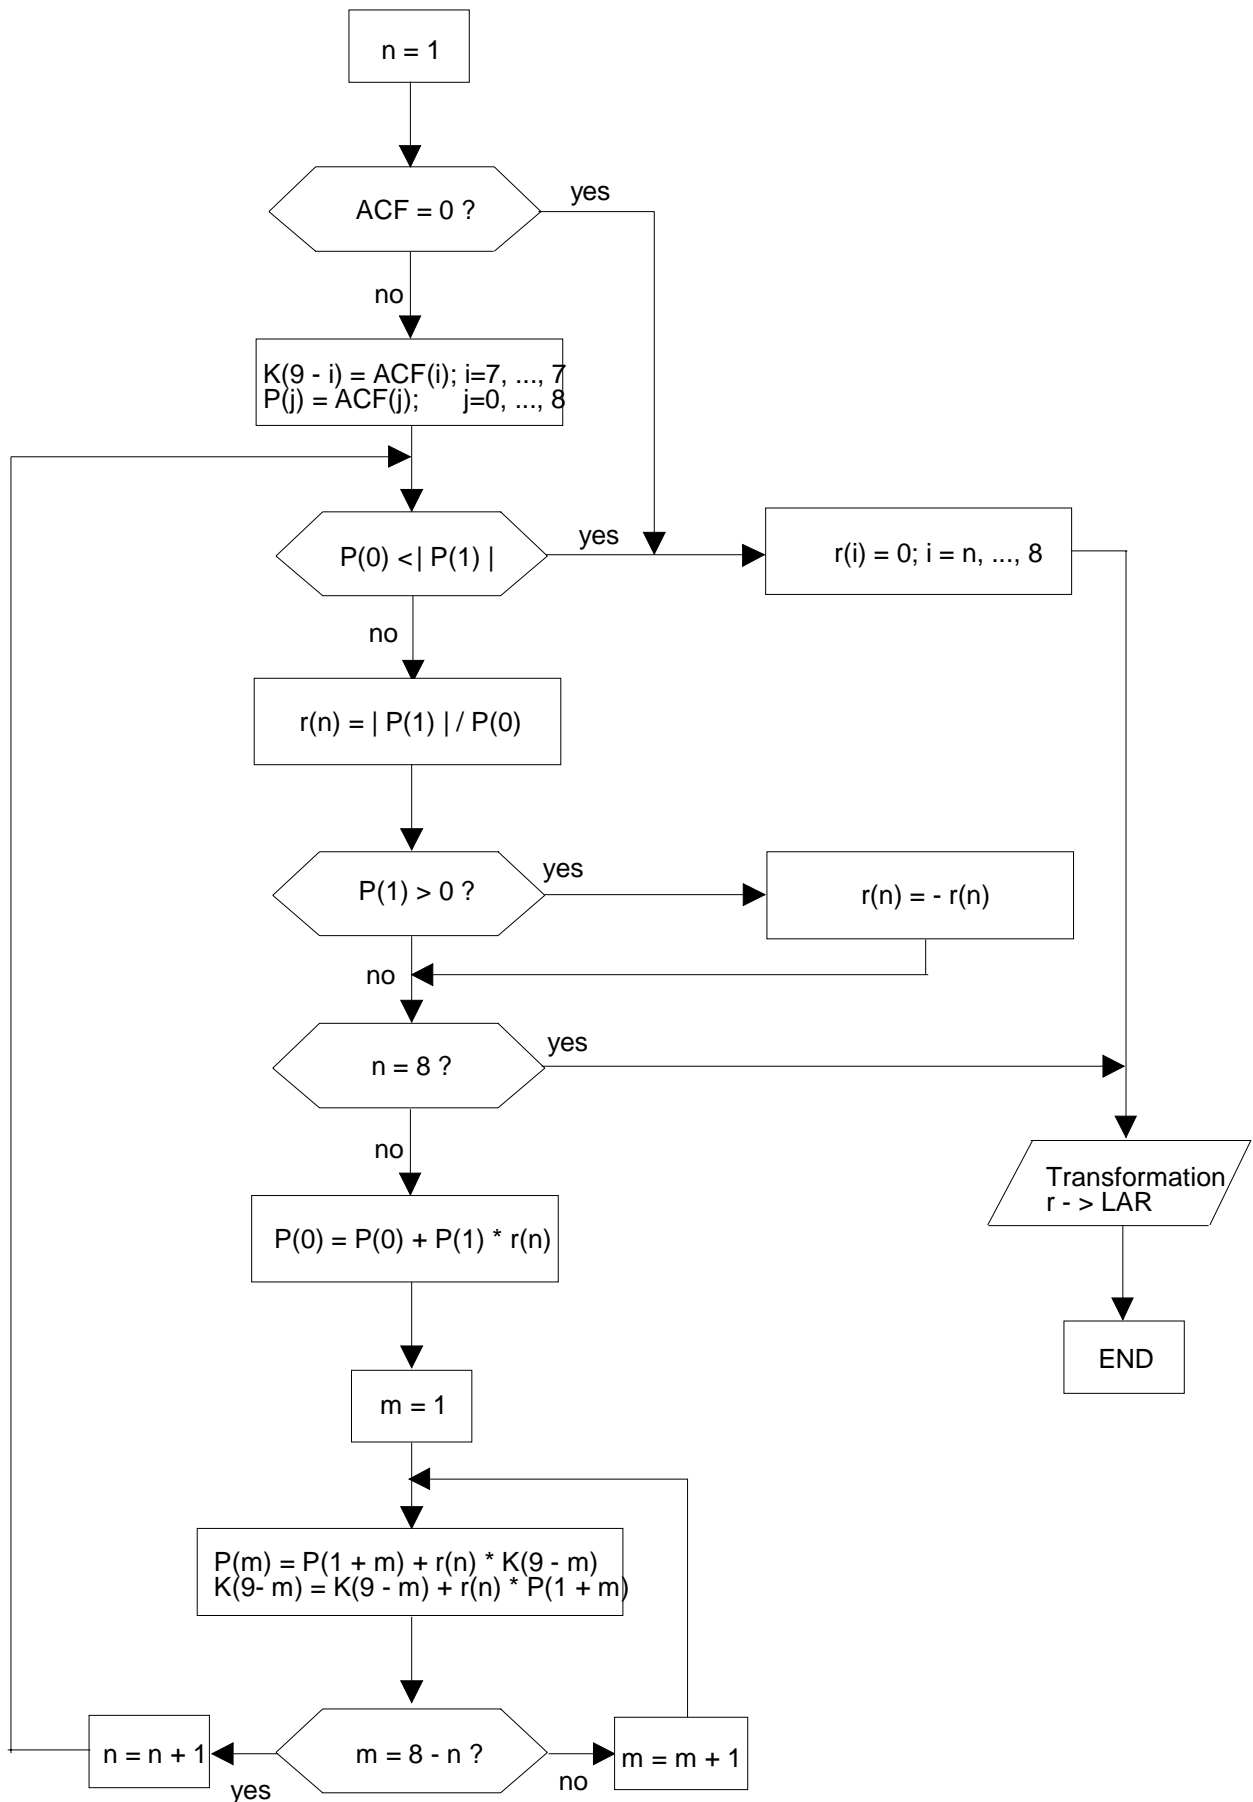 n = 1
ACF = 0 ?
yes
no
K(9 - i) = ACF(i); i=7, ..., 7
P(j) = ACF(j); j=0, ..., 8
P(0) < | P(1) |
yes
r(i) = 0; i = n, ..., 8
no
r(n) = | P(1) | / P(0)
P(1) > 0 ?
yes
r(n) = - r(n)
no
n = 8 ?
yes
no
Transformation
r - > LAR
P(0) = P(0) + P(1) * r(n)
END
m = 1
P(m) = P(1 + m) + r(n) * K(9 - m)
K(9- m) = K(9 - m) + r(n) * P(1 + m)
n = n + 1
yes
m = 8 - n ?
no
m = m + 1